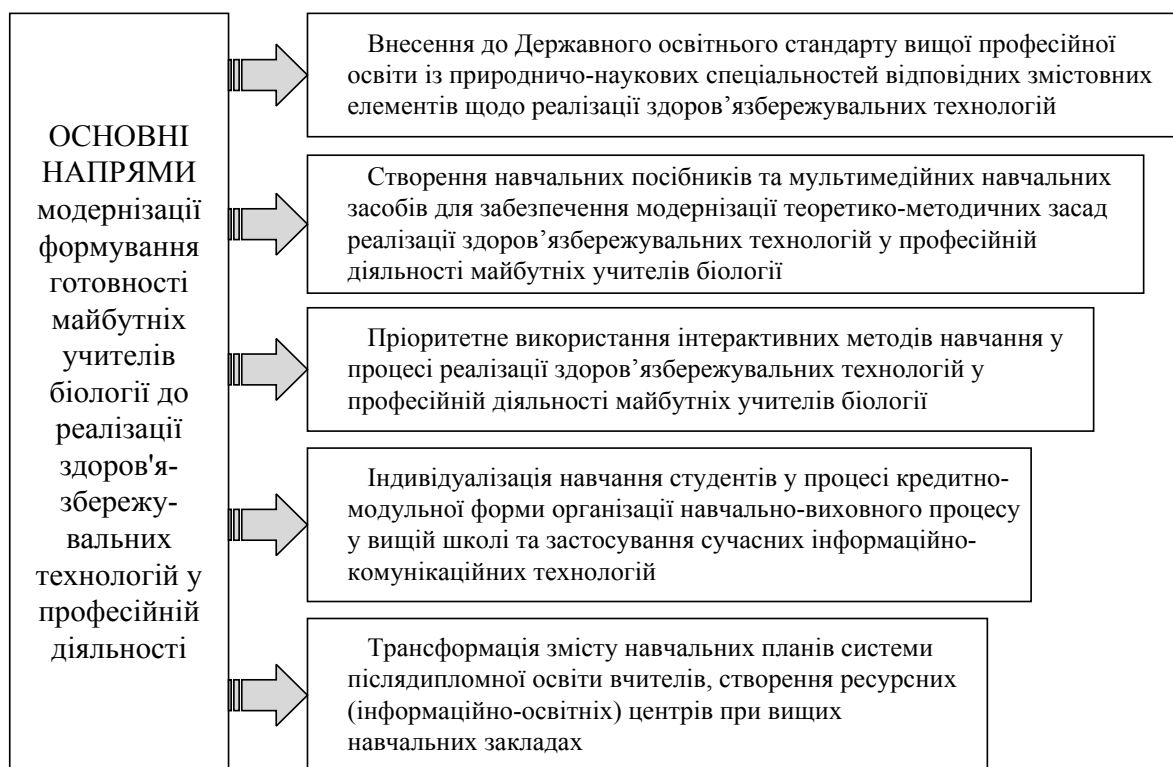 ОСНОВНІ
НАПРЯМИ
модернізації
формування
готовності
майбутніх
учителів
біології до
реалізації
здоров'я-
збережу-
вальних
технологій у
професійній
діяльності
Внесення до Державного освітнього стандарту вищої професійної
освіти із природничо-наукових спеціальностей відповідних змістовних
елементів щодо реалізації здоров’язбережувальних технологій
Створення навчальних посібників та мультимедійних навчальних
засобів для забезпечення модернізації теоретико-методичних засад
реалізації здоров’язбережувальних технологій у професійній
діяльності майбутніх учителів біології
Пріоритетне використання інтерактивних методів навчання у
процесі реалізації здоров’язбережувальних технологій у
професійній діяльності майбутніх учителів біології
Індивідуалізація навчання студентів у процесі кредитно-
модульної форми організації навчально-виховного процесу
у вищій школі та застосування сучасних інформаційно-
комунікаційних технологій
Трансформація змісту навчальних планів системи
післядипломної освіти вчителів, створення ресурсних
(інформаційно-освітніх) центрів при вищих
навчальних закладах